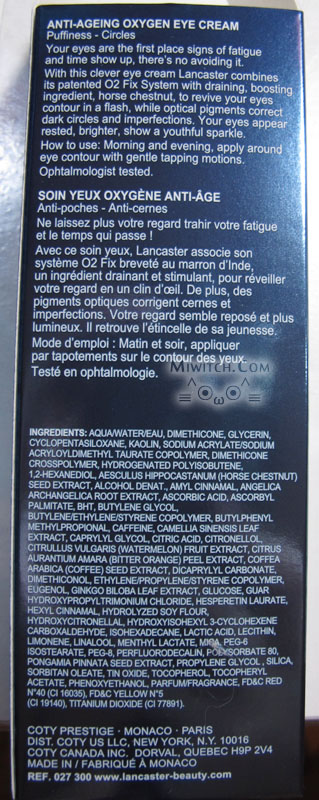 ANTI-AGEING OXYGEN EYE CREAM
Puffiness - Circles
Your eyes are the first place signs of fatigue
and time show up, there's no avoiding it.
With this clever eye cream Lancaster combines
its patented O2 Fix System with draining, boosting
ingredient, horse chestnut, to revive your eyes
contour in a flash, while optical pigments correct
dark circles and imperfections. Your eyes appear
rested, brighter, show a youthful sparkle.
How to use: Morning and evening, apply around
eye contour with gentle tapping motions.
Ophtalmologist tested.
SOIN YEUX OXYGÈNE ANTI-ÂGE
Anti-poches - Anti-cernes
Ne laissez plus votre regard trahir votre fatigue
et le temps qui passe !
Avec ce soin yeux, Lancaster associe son
système O2 Fix breveté au marron d'Inde,
un ingrédient drainant et stimulant, pour réveiller
votre regard en un clin d'œil. De plus, des
pigments optiques corrigent cernes et
imperfections. Votre regard semble reposé et plus
lumineux. Il retrouve l'étincelle de sa jeunesse.
Mode d'emploi : Matin et soir, appliquer
par tapotements sur le contour des yeux.
Testé en ophtalmologie.
MIWITCH.COM
INGREDIENTS: AQUA/WATER/EAU, DIMETHICONE, GLYCERIN,
CYCLOPENTASILOXANE, KAOLIN, SODIUM ACRYLATE/SODIUM
ACRYLOYLDIMETHYL TAURATE COPOLYMER, DIMETHICONE
CROSSPOLYMER, HYDROGENATED POLYISOBUTENE,
1,2-HEXANEDIOL, AESCULUS HIPPOCASTANUM (HORSE CHESTNUT)
SEED EXTRACT, ALCOHOL DENAT., AMYL CINNAMAL, ANGELICA
ARCHANGELICA ROOT EXTRACT, ASCORBIC ACID, ASCORBYL
PALMITATE, BHT, BUTYLENE GLYCOL,
BUTYLENE/ETHYLENE/STYRENE COPOLYMER, BUTYLPHENYL
METHYLPROPIONAL, CAFFEINE, CAMELLIA SINENSIS LEAF
EXTRACT, CAPRYLYL GLYCOL, CITRIC ACID, CITRONELLOL,
CITRULLUS VULGARIS (WATERMELON) FRUIT EXTRACT, CITRUS
AURANTIUM AMARA (BITTER ORANGE) PEEL EXTRACT, COFFEA
ARABICA (COFFEE) SEED EXTRACT, DICAPRYLYL CARBONATE,
DIMETHICONOL, ETHYLENE/PROPYLENE/STYRENE COPOLYMER,
EUGENOL, GINKGO BILOBA LEAF EXTRACT, GLUCOSE, GUAR
HYDROXYPROPYLTRIMONIUM CHLORIDE, HESPERETIN LAURATE,
HEXYL CINNAMAL, HYDROLYZED SOY FLOUR,
HYDROXYCITRONELLAL, HYDROXYISOHEXYL 3-CYCLOHEXENE
CARBOXALDEHYDE, ISOHEXADECANE, LACTIC ACID, LECITHIN,
LIMONENE, LINALOOL, MENTHYL LACTATE, MICA, PEG-6
ISOSTEARATE, PEG-8, PERFLUORODECALIN, POLYSORBATE 80,
PONGAMIA PINNATA SEED EXTRACT, PROPYLENE GLYCOL, SILICA,
SORBITAN OLEATE, TIN OXIDE, TOCOPHEROL, TOCOPHERYL
ACETATE, PHENOXYETHANOL, PARFUM/FRAGRANCE, FD&C RED
N°40 (CI 16035), FD&C YELLOW N°5
(CI 19140), TITANIUM DIOXIDE (CI 77891).
COTY PRESTIGE · MONACO · PARIS
DIST. COTY US LLC, NEW YORK, N.Y. 10016
COTY CANADA INC. DORVAL, QUEBEC H9P 2V4
MADE IN / FABRIQUÉ À MONACO
REF. 027 300 www.lancaster-beauty.com